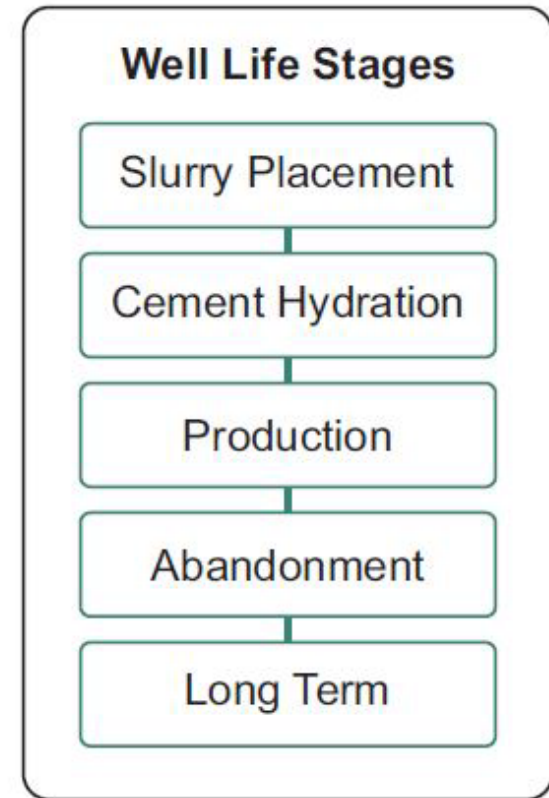 Well Life Stages
Slurry Placement
Cement Hydration
Production
Abandonment
Long Term